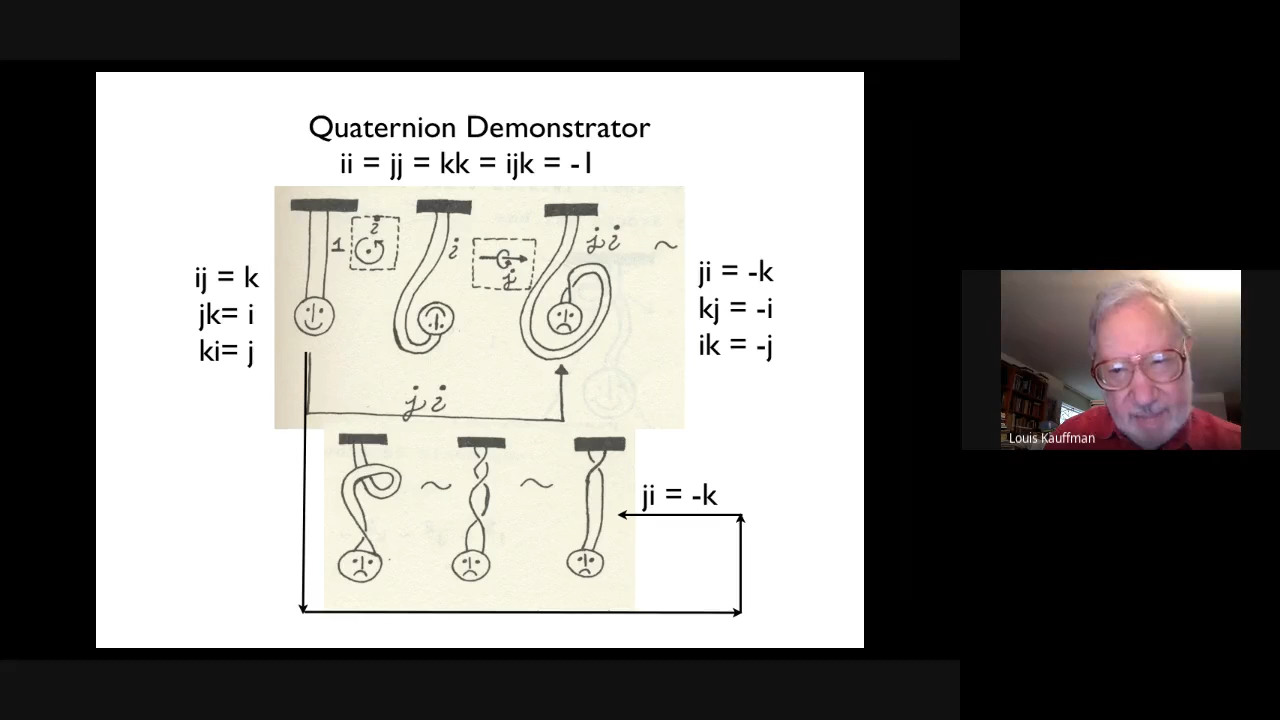 Quaternion Demonstrator
ii = jj = kk = ijk = -1
1
i
i
j
ji
~
ij = k
jk= i
ki= j
ji = -k
kj = -i
ik = -j
ji
~
~
ji = -k
Louis Kauffman